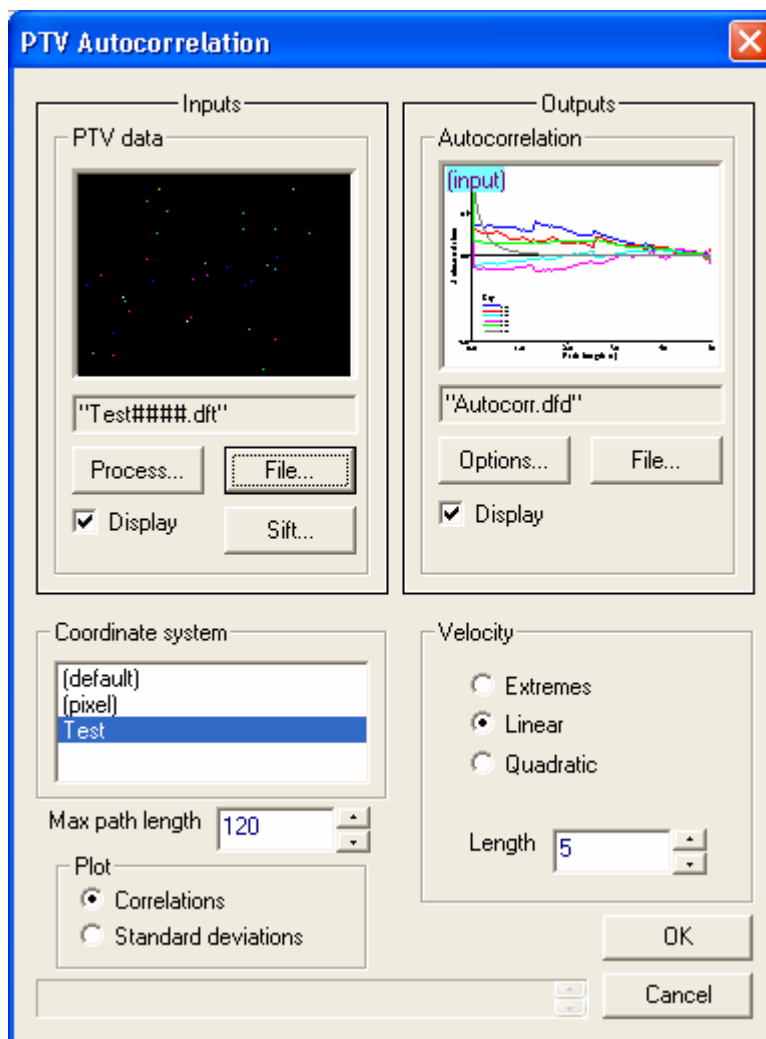 PTV Autocorrelation
Inputs
PTV data
"Test####.dft"
Process...
File...
Display
Sift...
Outputs
Autocorrelation
(input)
"Autocorr.dfd"
Options...
File...
Display
Coordinate system
(default)
(pixel)
Test
Max path length 120
Plot
Correlations
Standard deviations
Velocity
Extremes
Linear
Quadratic
Length 5
OK
Cancel